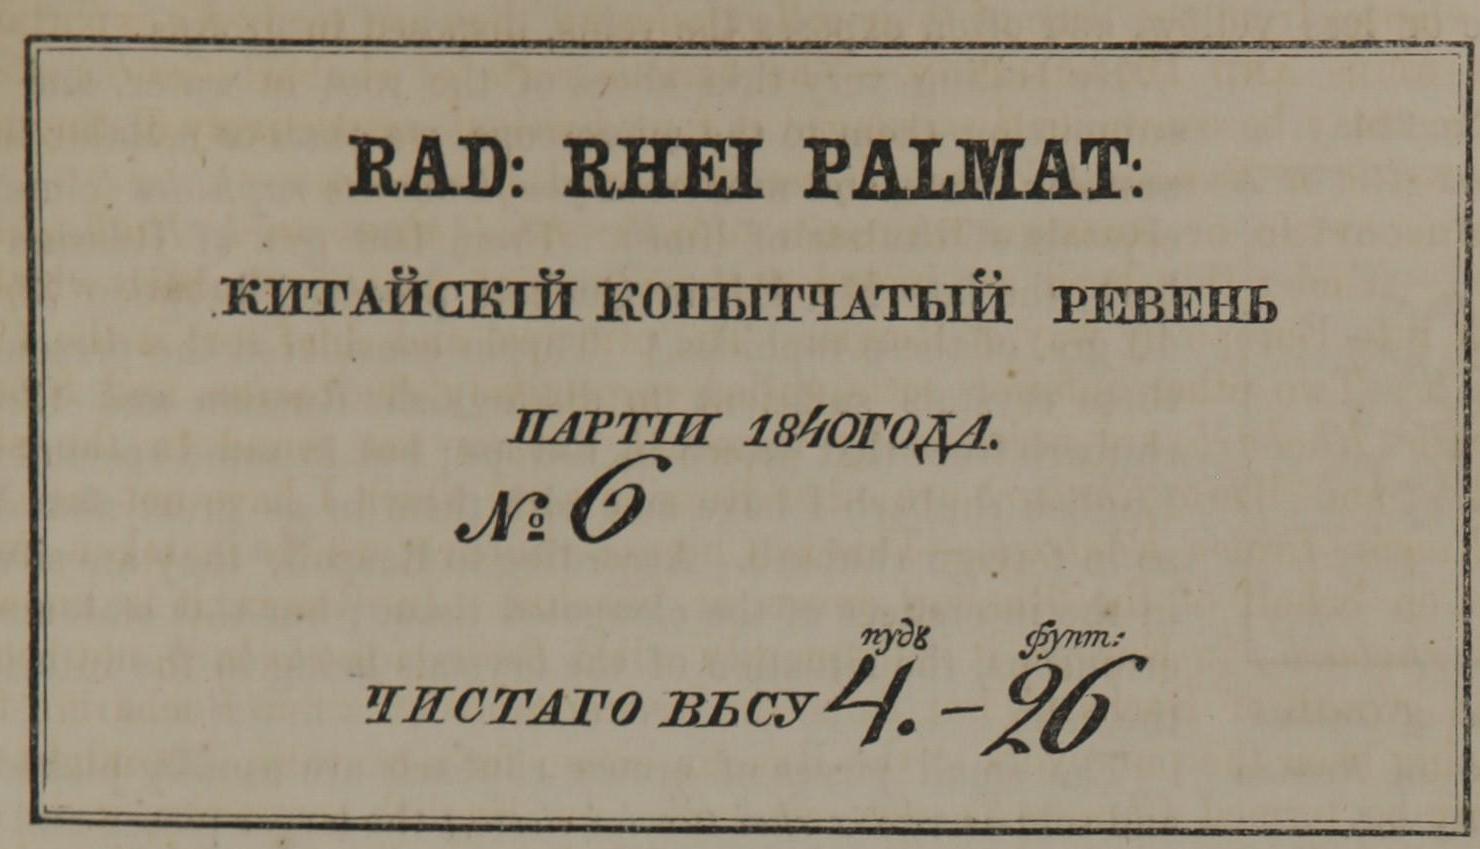 RAD: RHEI PALMAT:
КИТАЙСКІЙ КОПЫТЧАТЫЙ РЕВЕНЬ
ПАРТІИ 1840 ГОДА.
№ 6
пудъ фунт:
ЧИСТАГО ВѢСУ 4. — 26